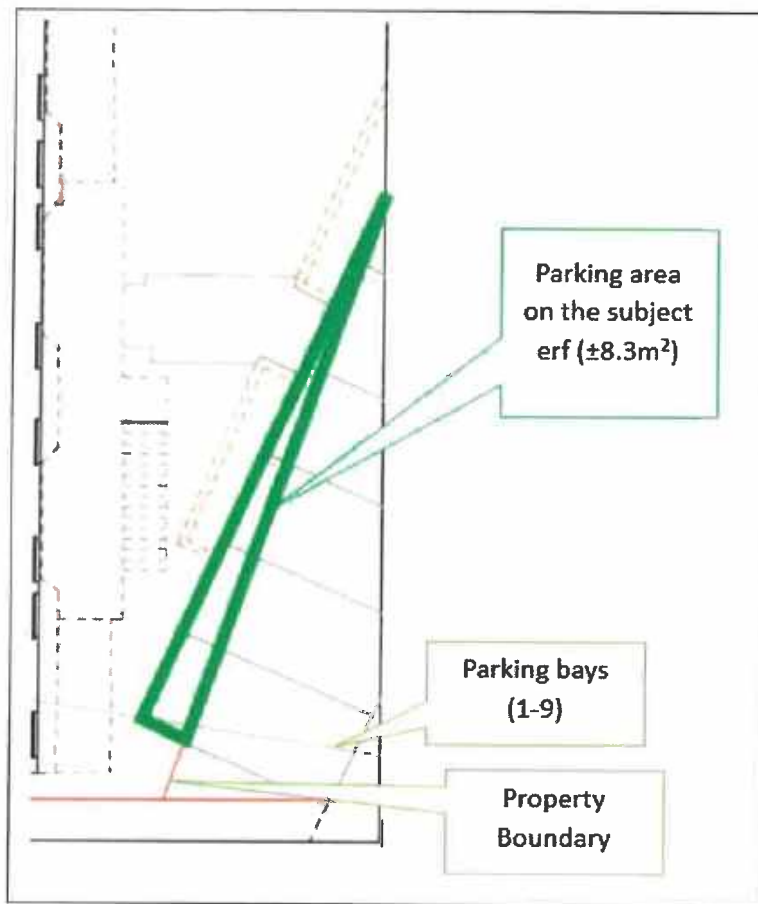 Parking area
on the subject
erf (±8.3m²)
Parking bays
(1-9)
Property
Boundary